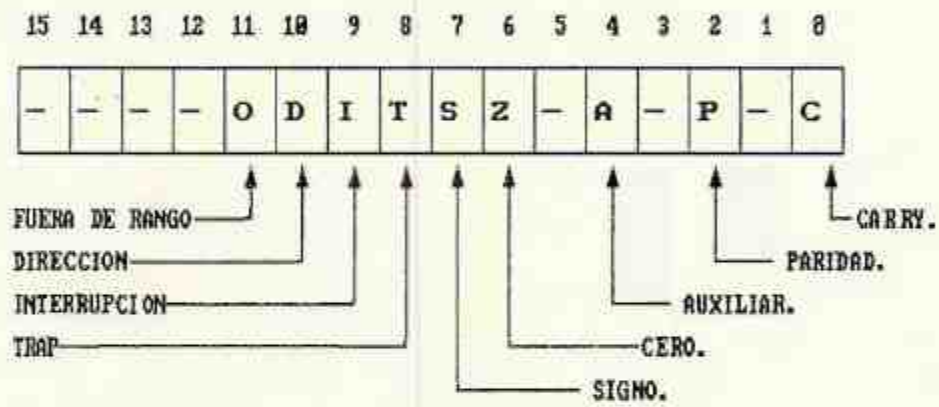 15 14 13 12 11 10 9 8 7 6 5 4 3 2 1 0
- - - - O D I T S Z - A - P - C
FUERA DE RANGO CARRY.
DIRECCION PARIDAD.
INTERRUPCION AUXILIAR.
TRAP CERO.
SIGNO.